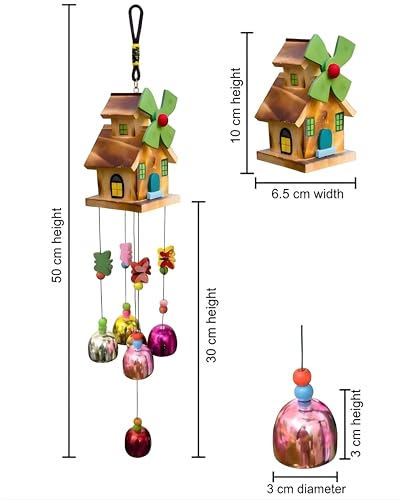 50 cm height
30 cm height
10 cm height
6.5 cm width
3 cm height
3 cm diameter